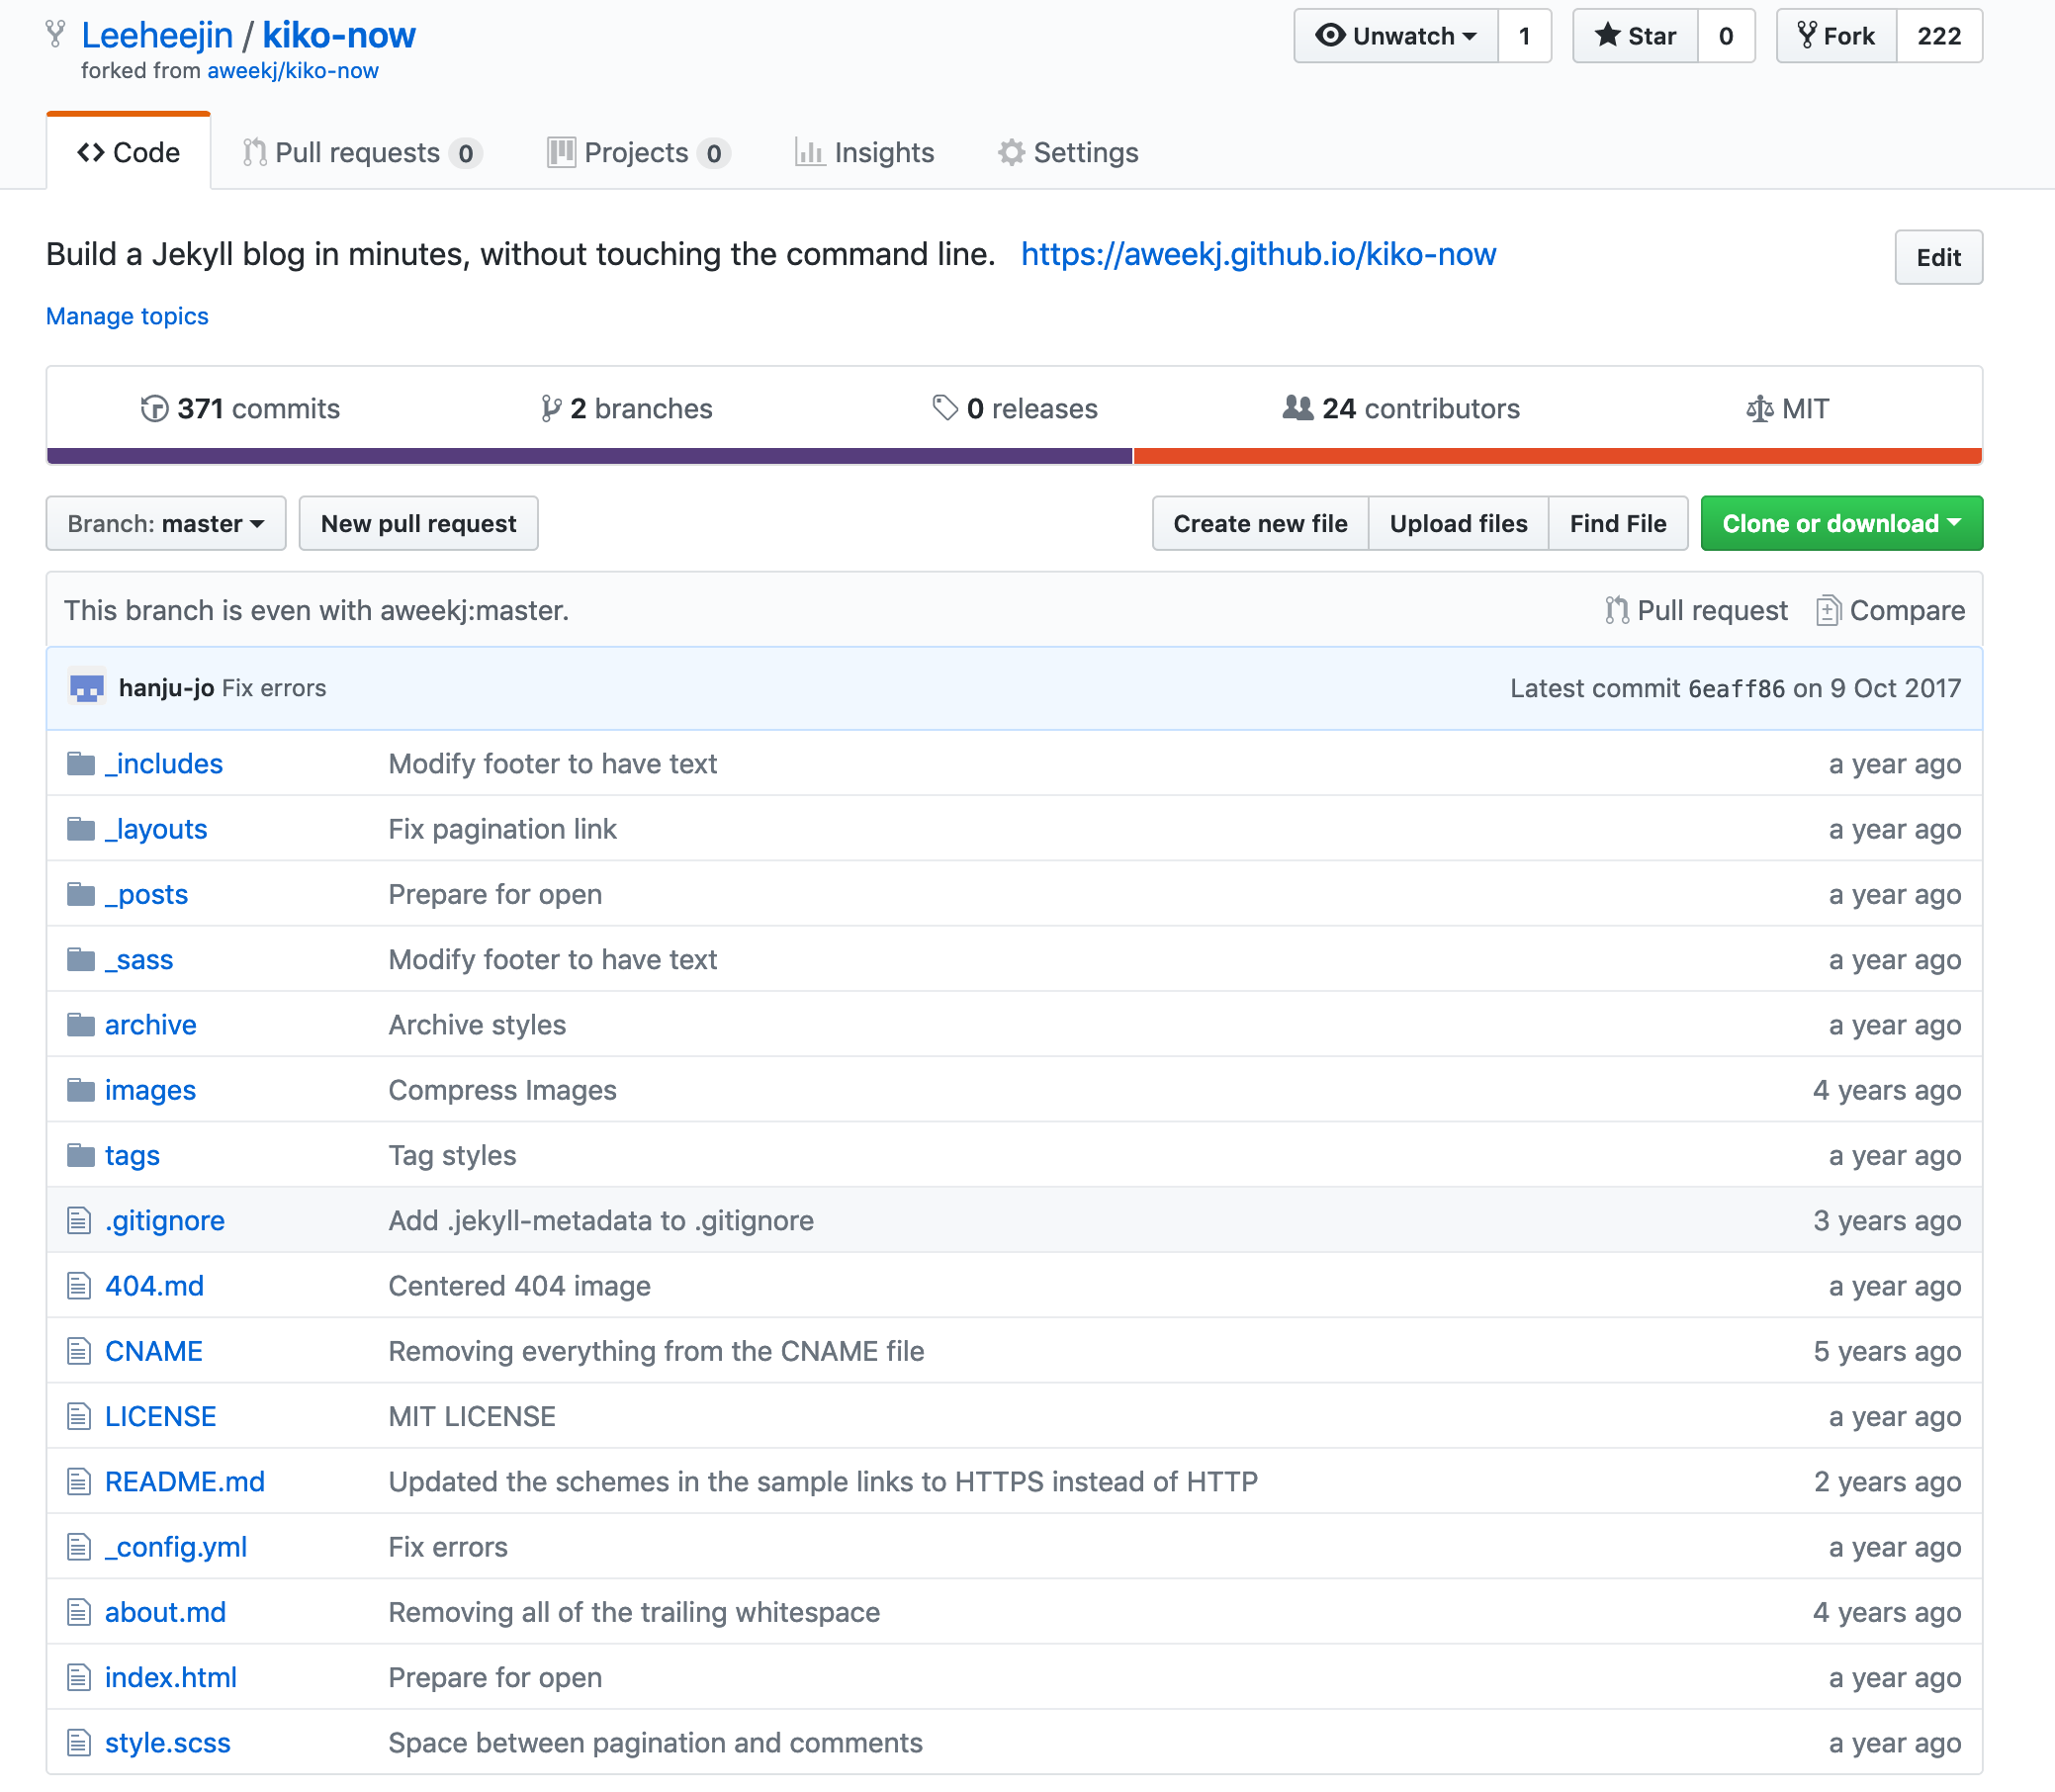 Leeheejin / kiko-now
forked from aweekj/kiko-now
Unwatch 1 Star 0 Fork 222
Code Pull requests 0 Projects 0 Insights Settings
Build a Jekyll blog in minutes, without touching the command line. https://aweekj.github.io/kiko-now Edit
Manage topics
371 commits 2 branches 0 releases 24 contributors MIT
Branch: master New pull request Create new file Upload files Find File Clone or download
This branch is even with aweekj:master. Pull request Compare
hanju-jo Fix errors Latest commit 6eaff86 on 9 Oct 2017
_includes Modify footer to have text a year ago
_layouts Fix pagination link a year ago
_posts Prepare for open a year ago
_sass Modify footer to have text a year ago
archive Archive styles a year ago
images Compress Images 4 years ago
tags Tag styles a year ago
.gitignore Add .jekyll-metadata to .gitignore 3 years ago
404.md Centered 404 image a year ago
CNAME Removing everything from the CNAME file 5 years ago
LICENSE MIT LICENSE a year ago
README.md Updated the schemes in the sample links to HTTPS instead of HTTP 2 years ago
_config.yml Fix errors a year ago
about.md Removing all of the trailing whitespace 4 years ago
index.html Prepare for open a year ago
style.scss Space between pagination and comments a year ago